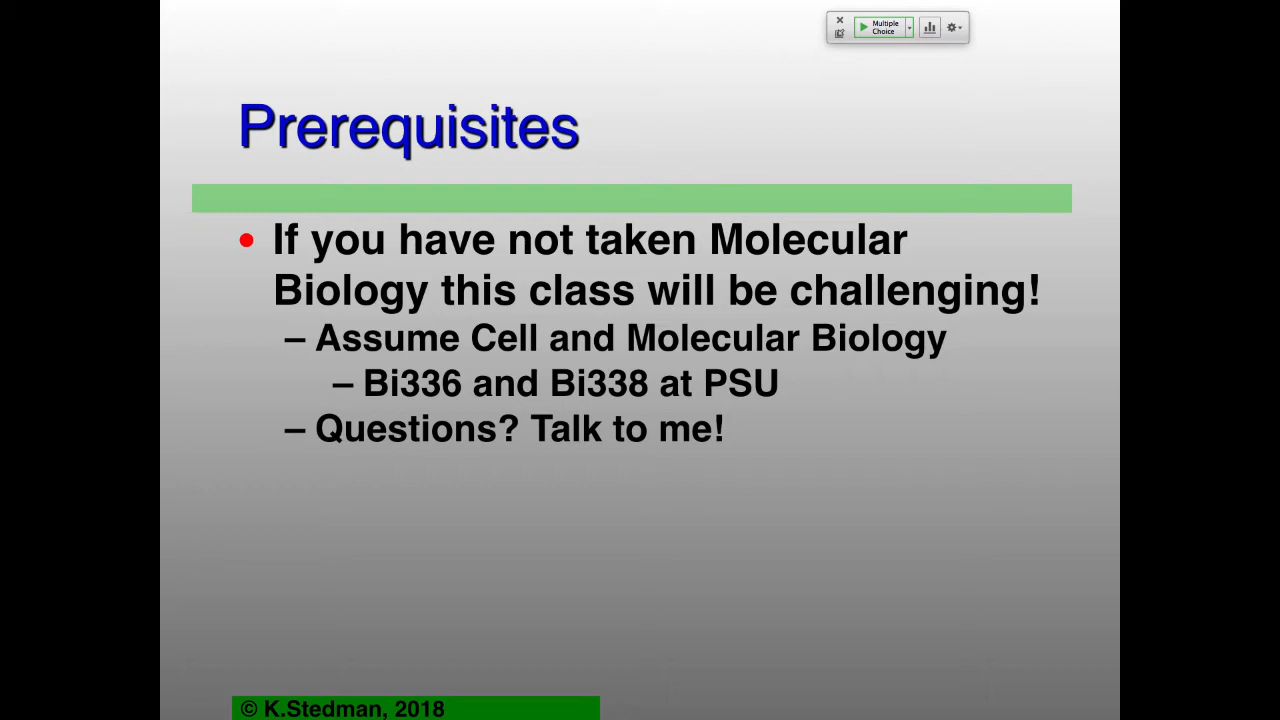 Multiple
Choice
Prerequisites
• If you have not taken Molecular
Biology this class will be challenging!
– Assume Cell and Molecular Biology
– Bi336 and Bi338 at PSU
– Questions? Talk to me!
© K.Stedman, 2018